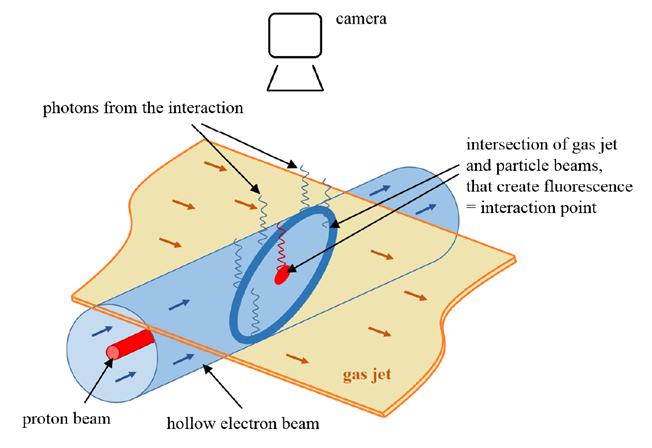 camera
photons from the interaction
intersection of gas jet
and particle beams,
that create fluorescence
= interaction point
gas jet
proton beam
hollow electron beam